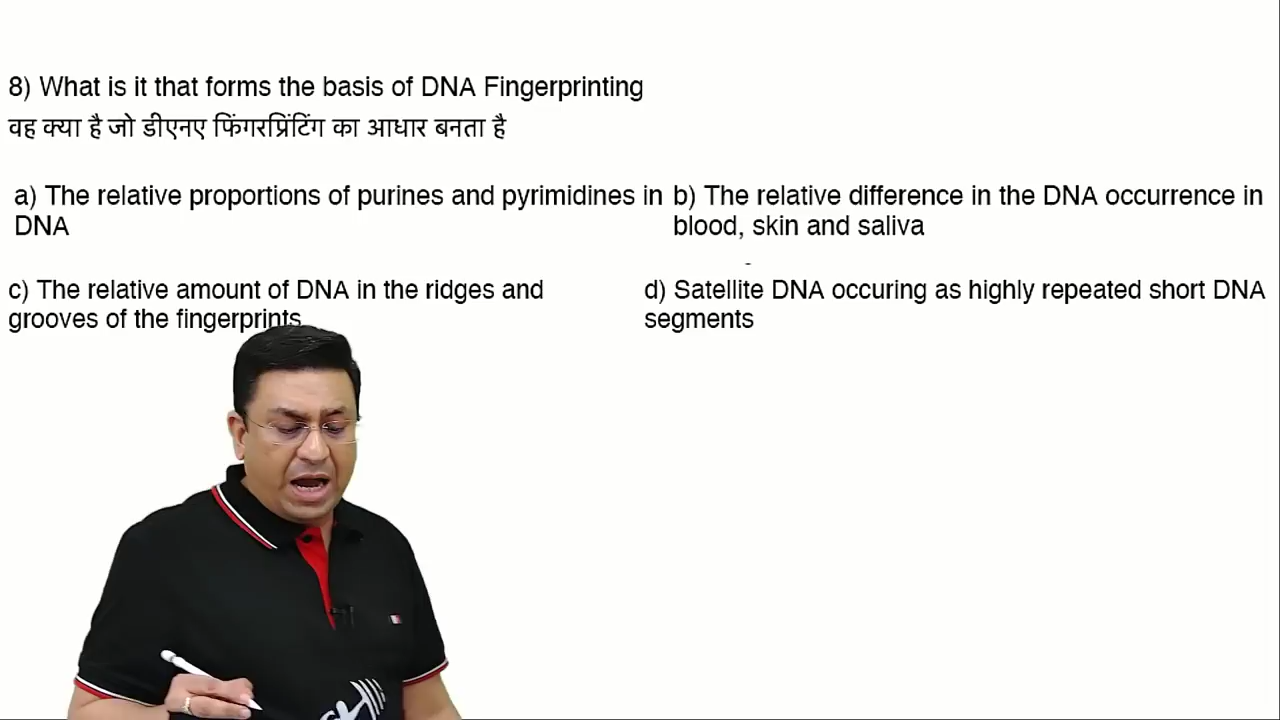 8) What is it that forms the basis of DNA Fingerprinting
वह क्या है जो डीएनए फिंगरप्रिंटिंग का आधार बनता है
a) The relative proportions of purines and pyrimidines in
DNA
b) The relative difference in the DNA occurrence in
blood, skin and saliva
c) The relative amount of DNA in the ridges and
grooves of the fingerprints
d) Satellite DNA occuring as highly repeated short DNA
segments